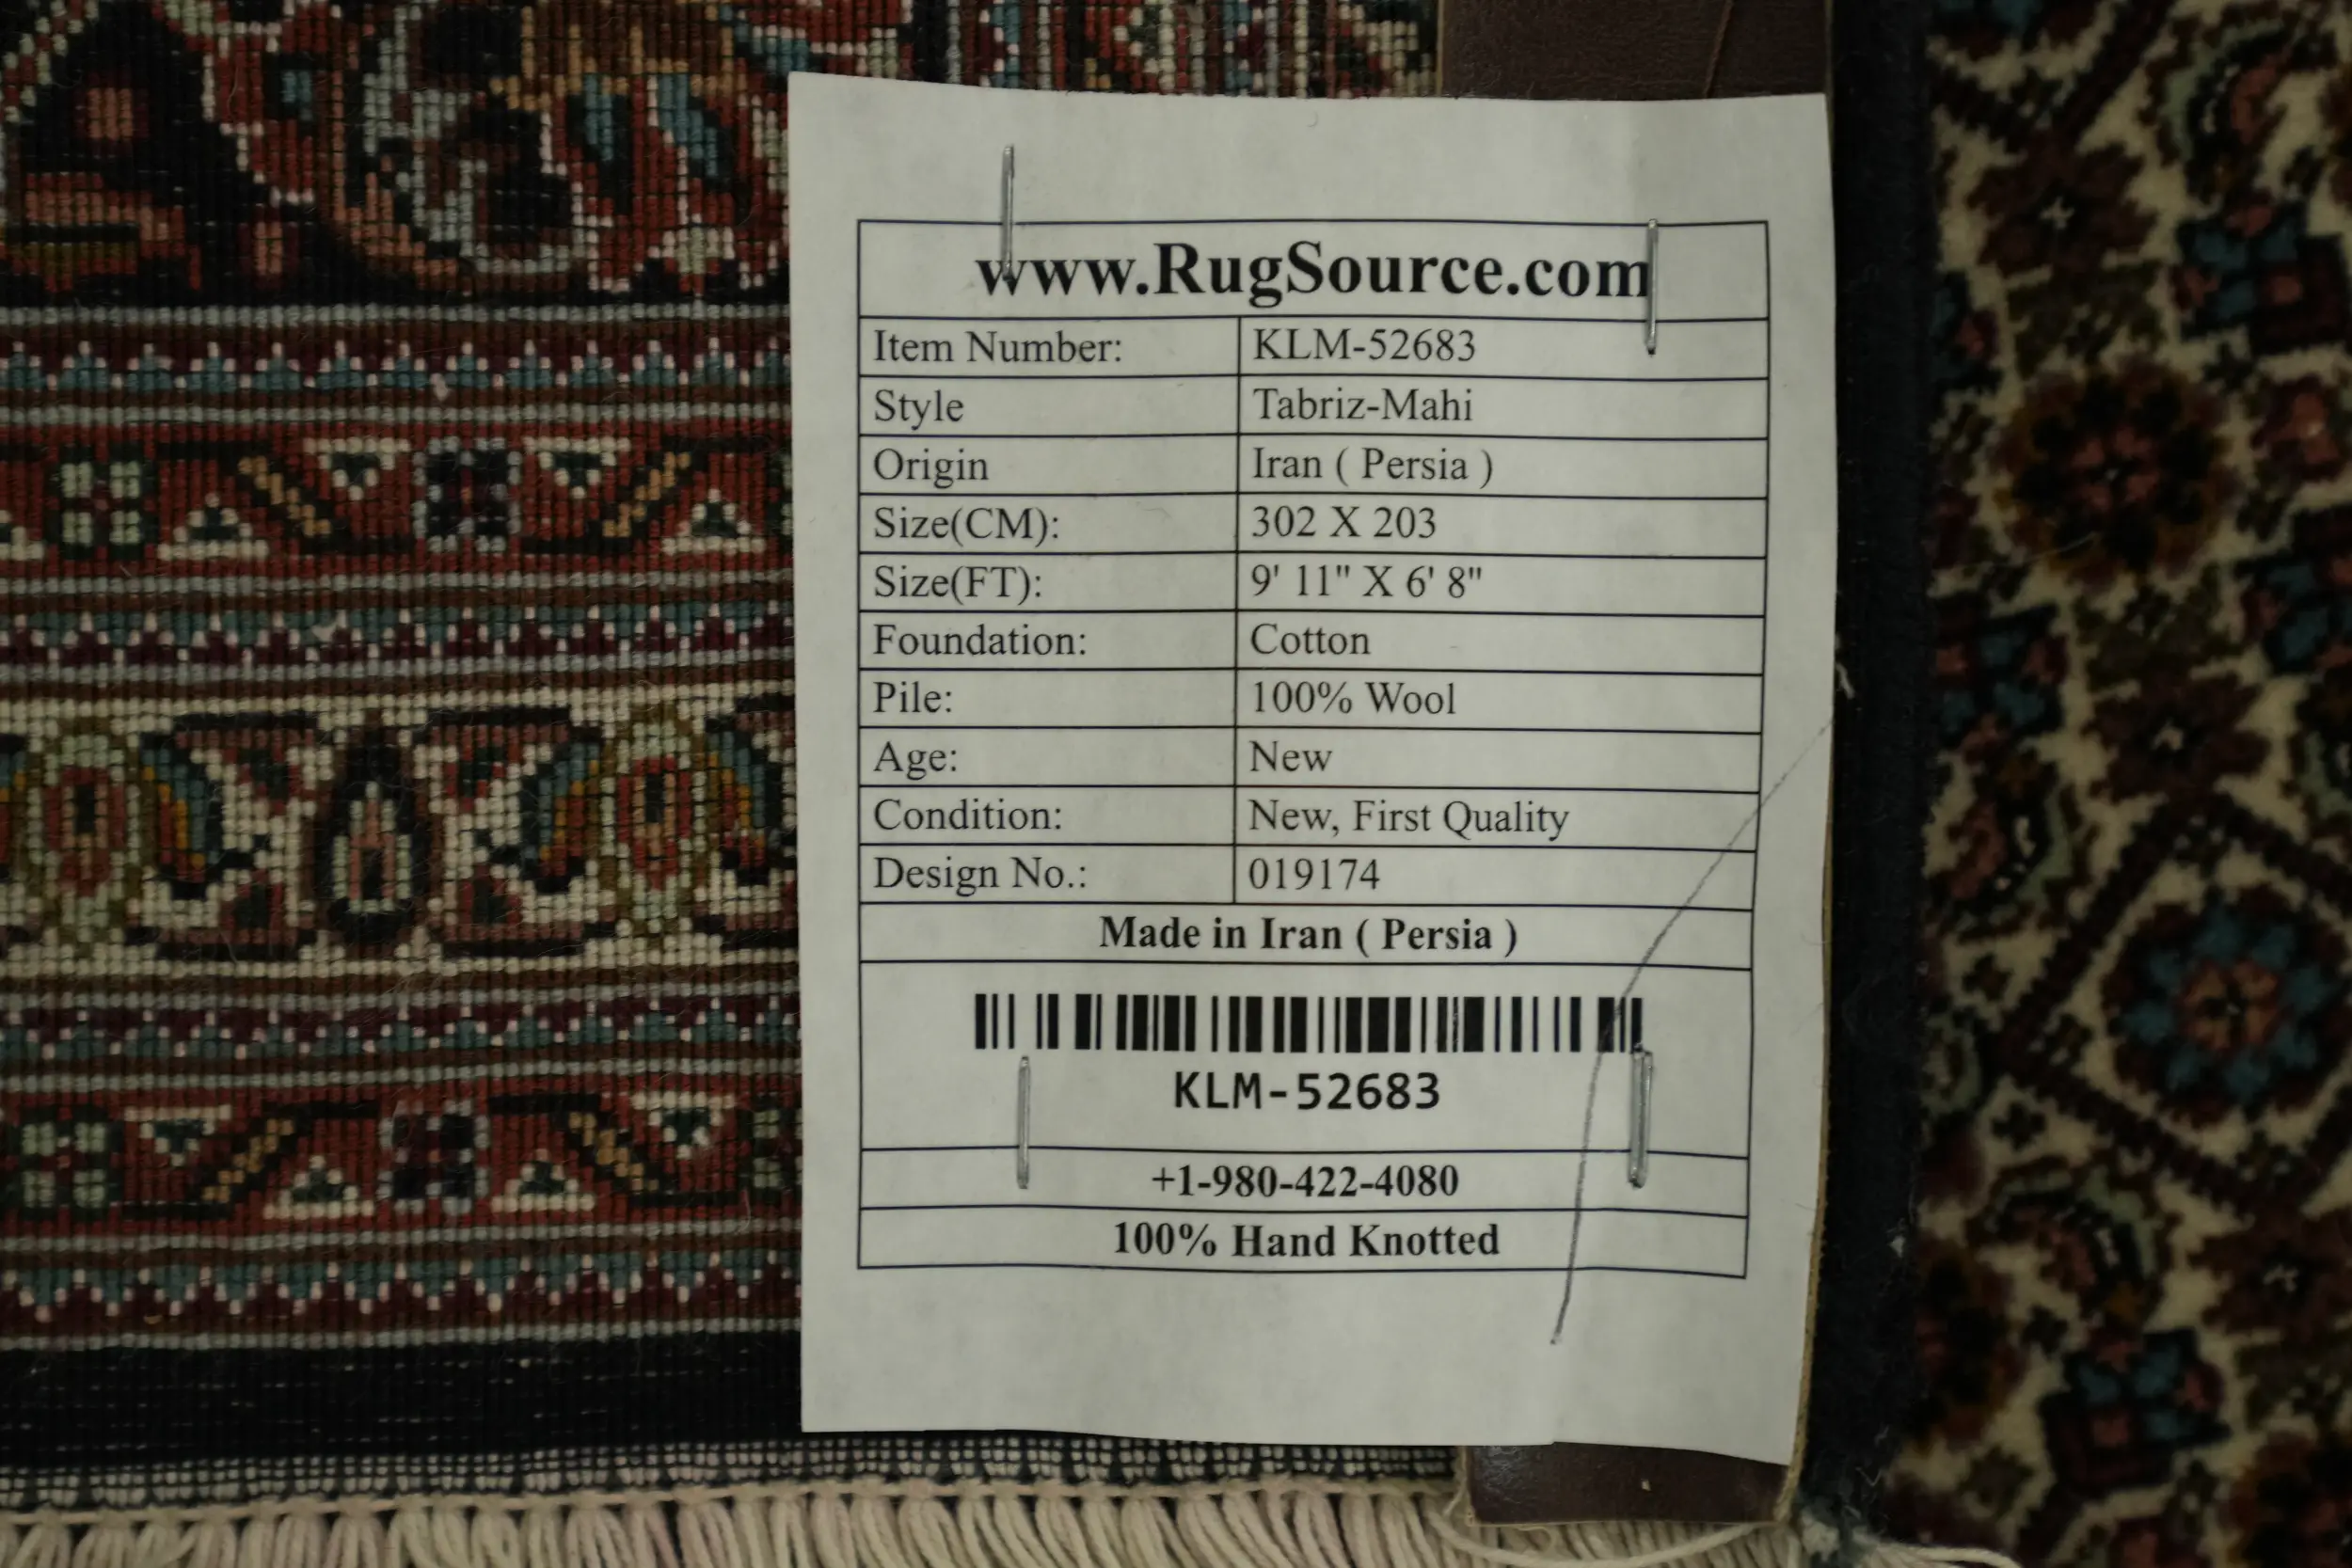 www.RugSource.com
Item Number: KLM-52683
Style Tabriz-Mahi
Origin Iran ( Persia )
Size(CM): 302 X 203
Size(FT): 9' 11" X 6' 8"
Foundation: Cotton
Pile: 100% Wool
Age: New
Condition: New, First Quality
Design No.: 019174
Made in Iran ( Persia )
KLM-52683
+1-980-422-4080
100% Hand Knotted